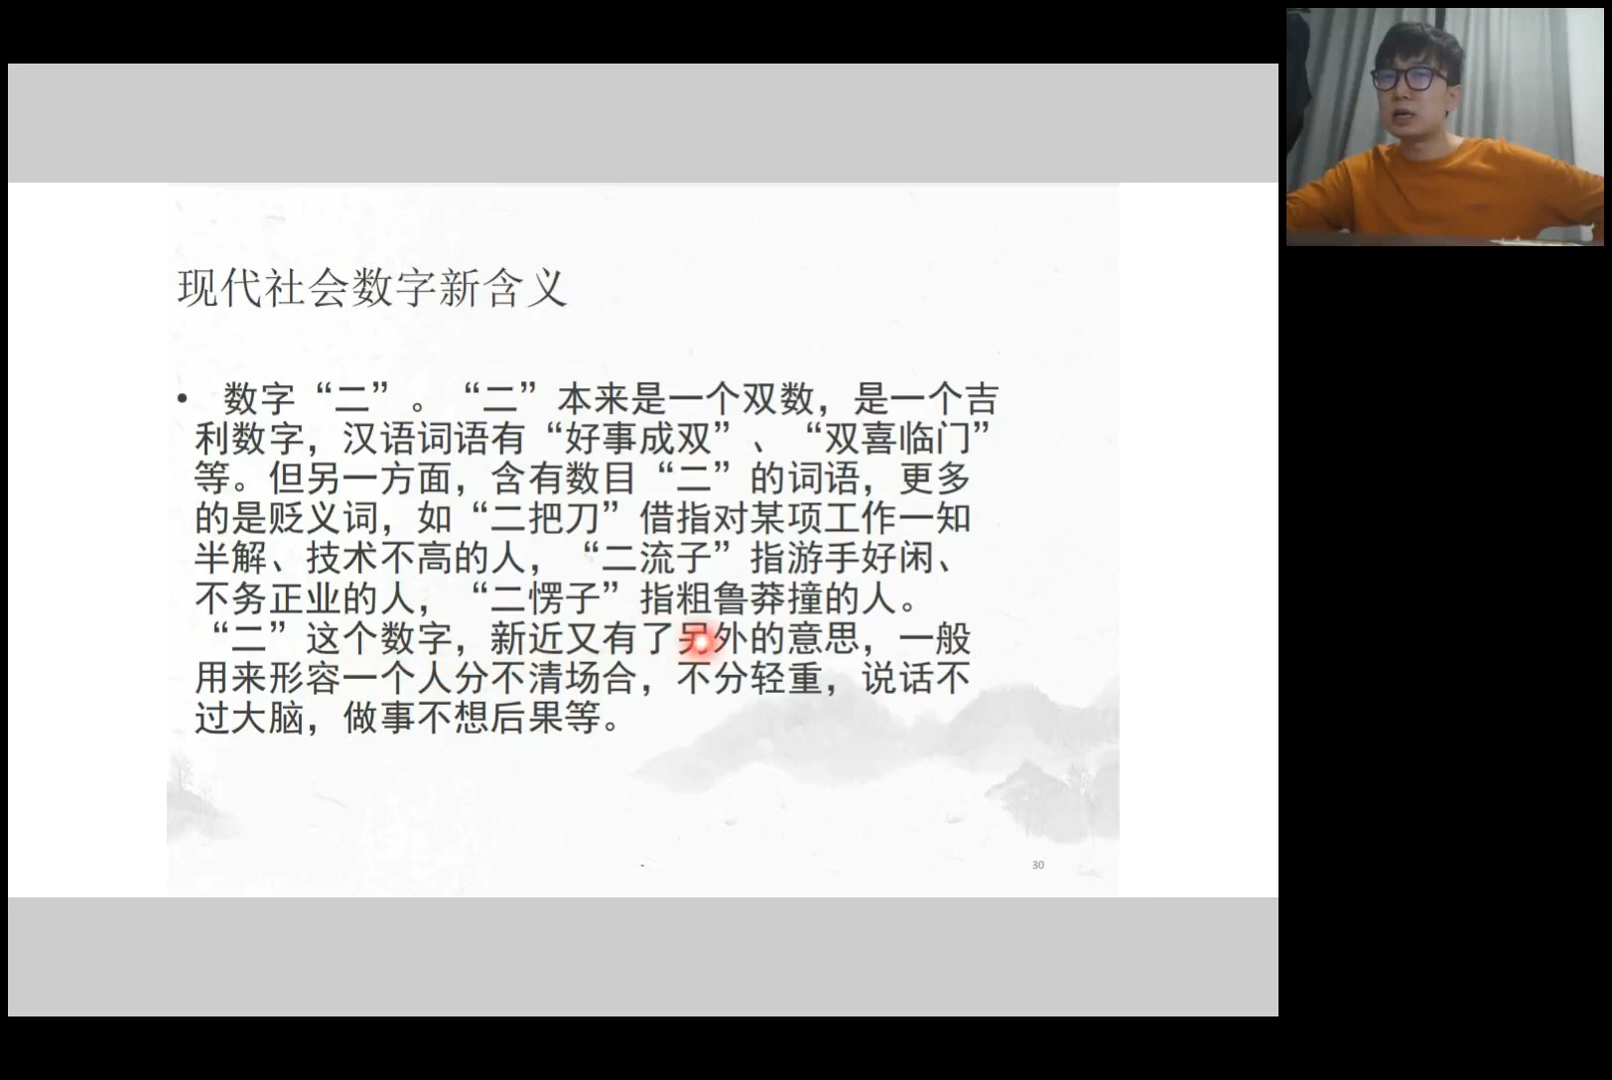 现代社会数字新含义
• 数字“二”。“二”本来是一个双数，是一个吉
利数字，汉语词语有“好事成双”、“双喜临门”
等。但另一方面，含有数目“二”的词语，更多
的是贬义词，如“二把刀”借指对某项工作一知
半解、技术不高的人，“二流子”指游手好闲、
不务正业的人，“二愣子”指粗鲁莽撞的人。
“二”这个数字，新近又有了另外的意思，一般
用来形容一个人分不清场合，不分轻重，说话不
过大脑，做事不想后果等。
-
30